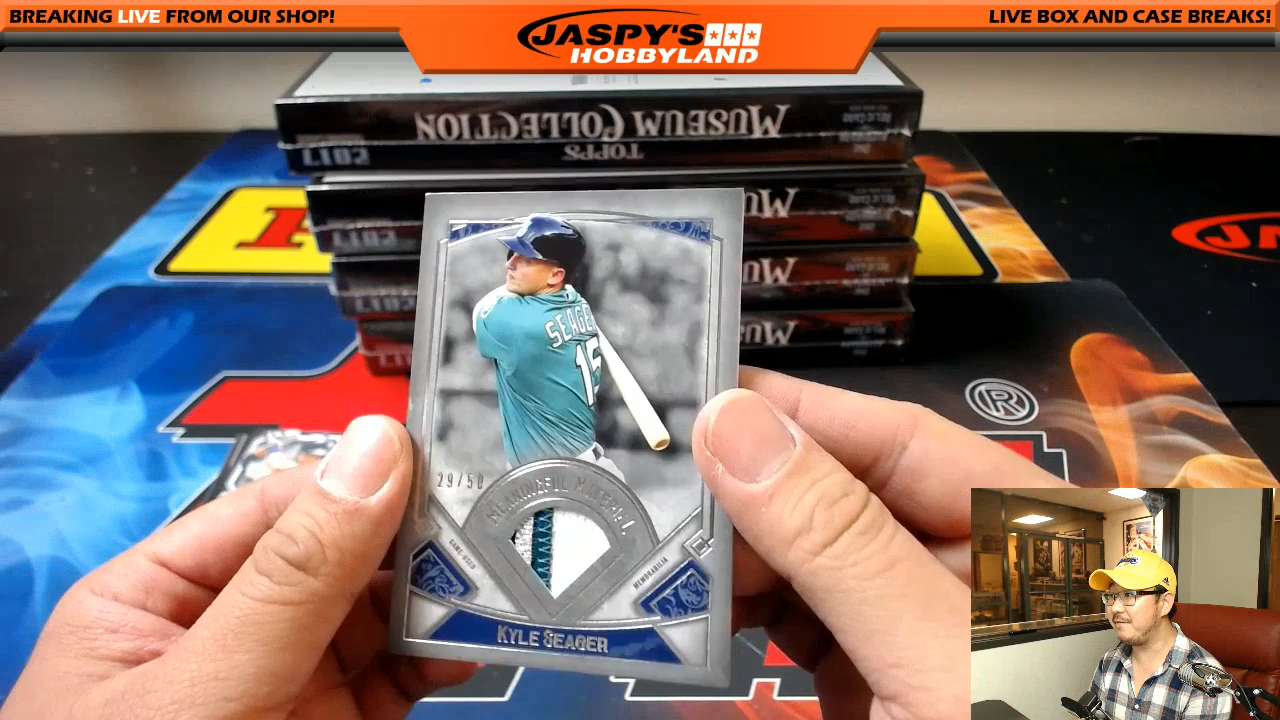 BREAKING LIVE FROM OUR SHOP!
JASPY'S
HOBBYLAND
LIVE BOX AND CASE BREAKS!
MUSEUM COLLECTION
TOPPS
2017
SEAGE
15
29/50
MEANINGFUL MATERIAL
GAME-USED
MEMORABILIA
KYLE SEAGER
®